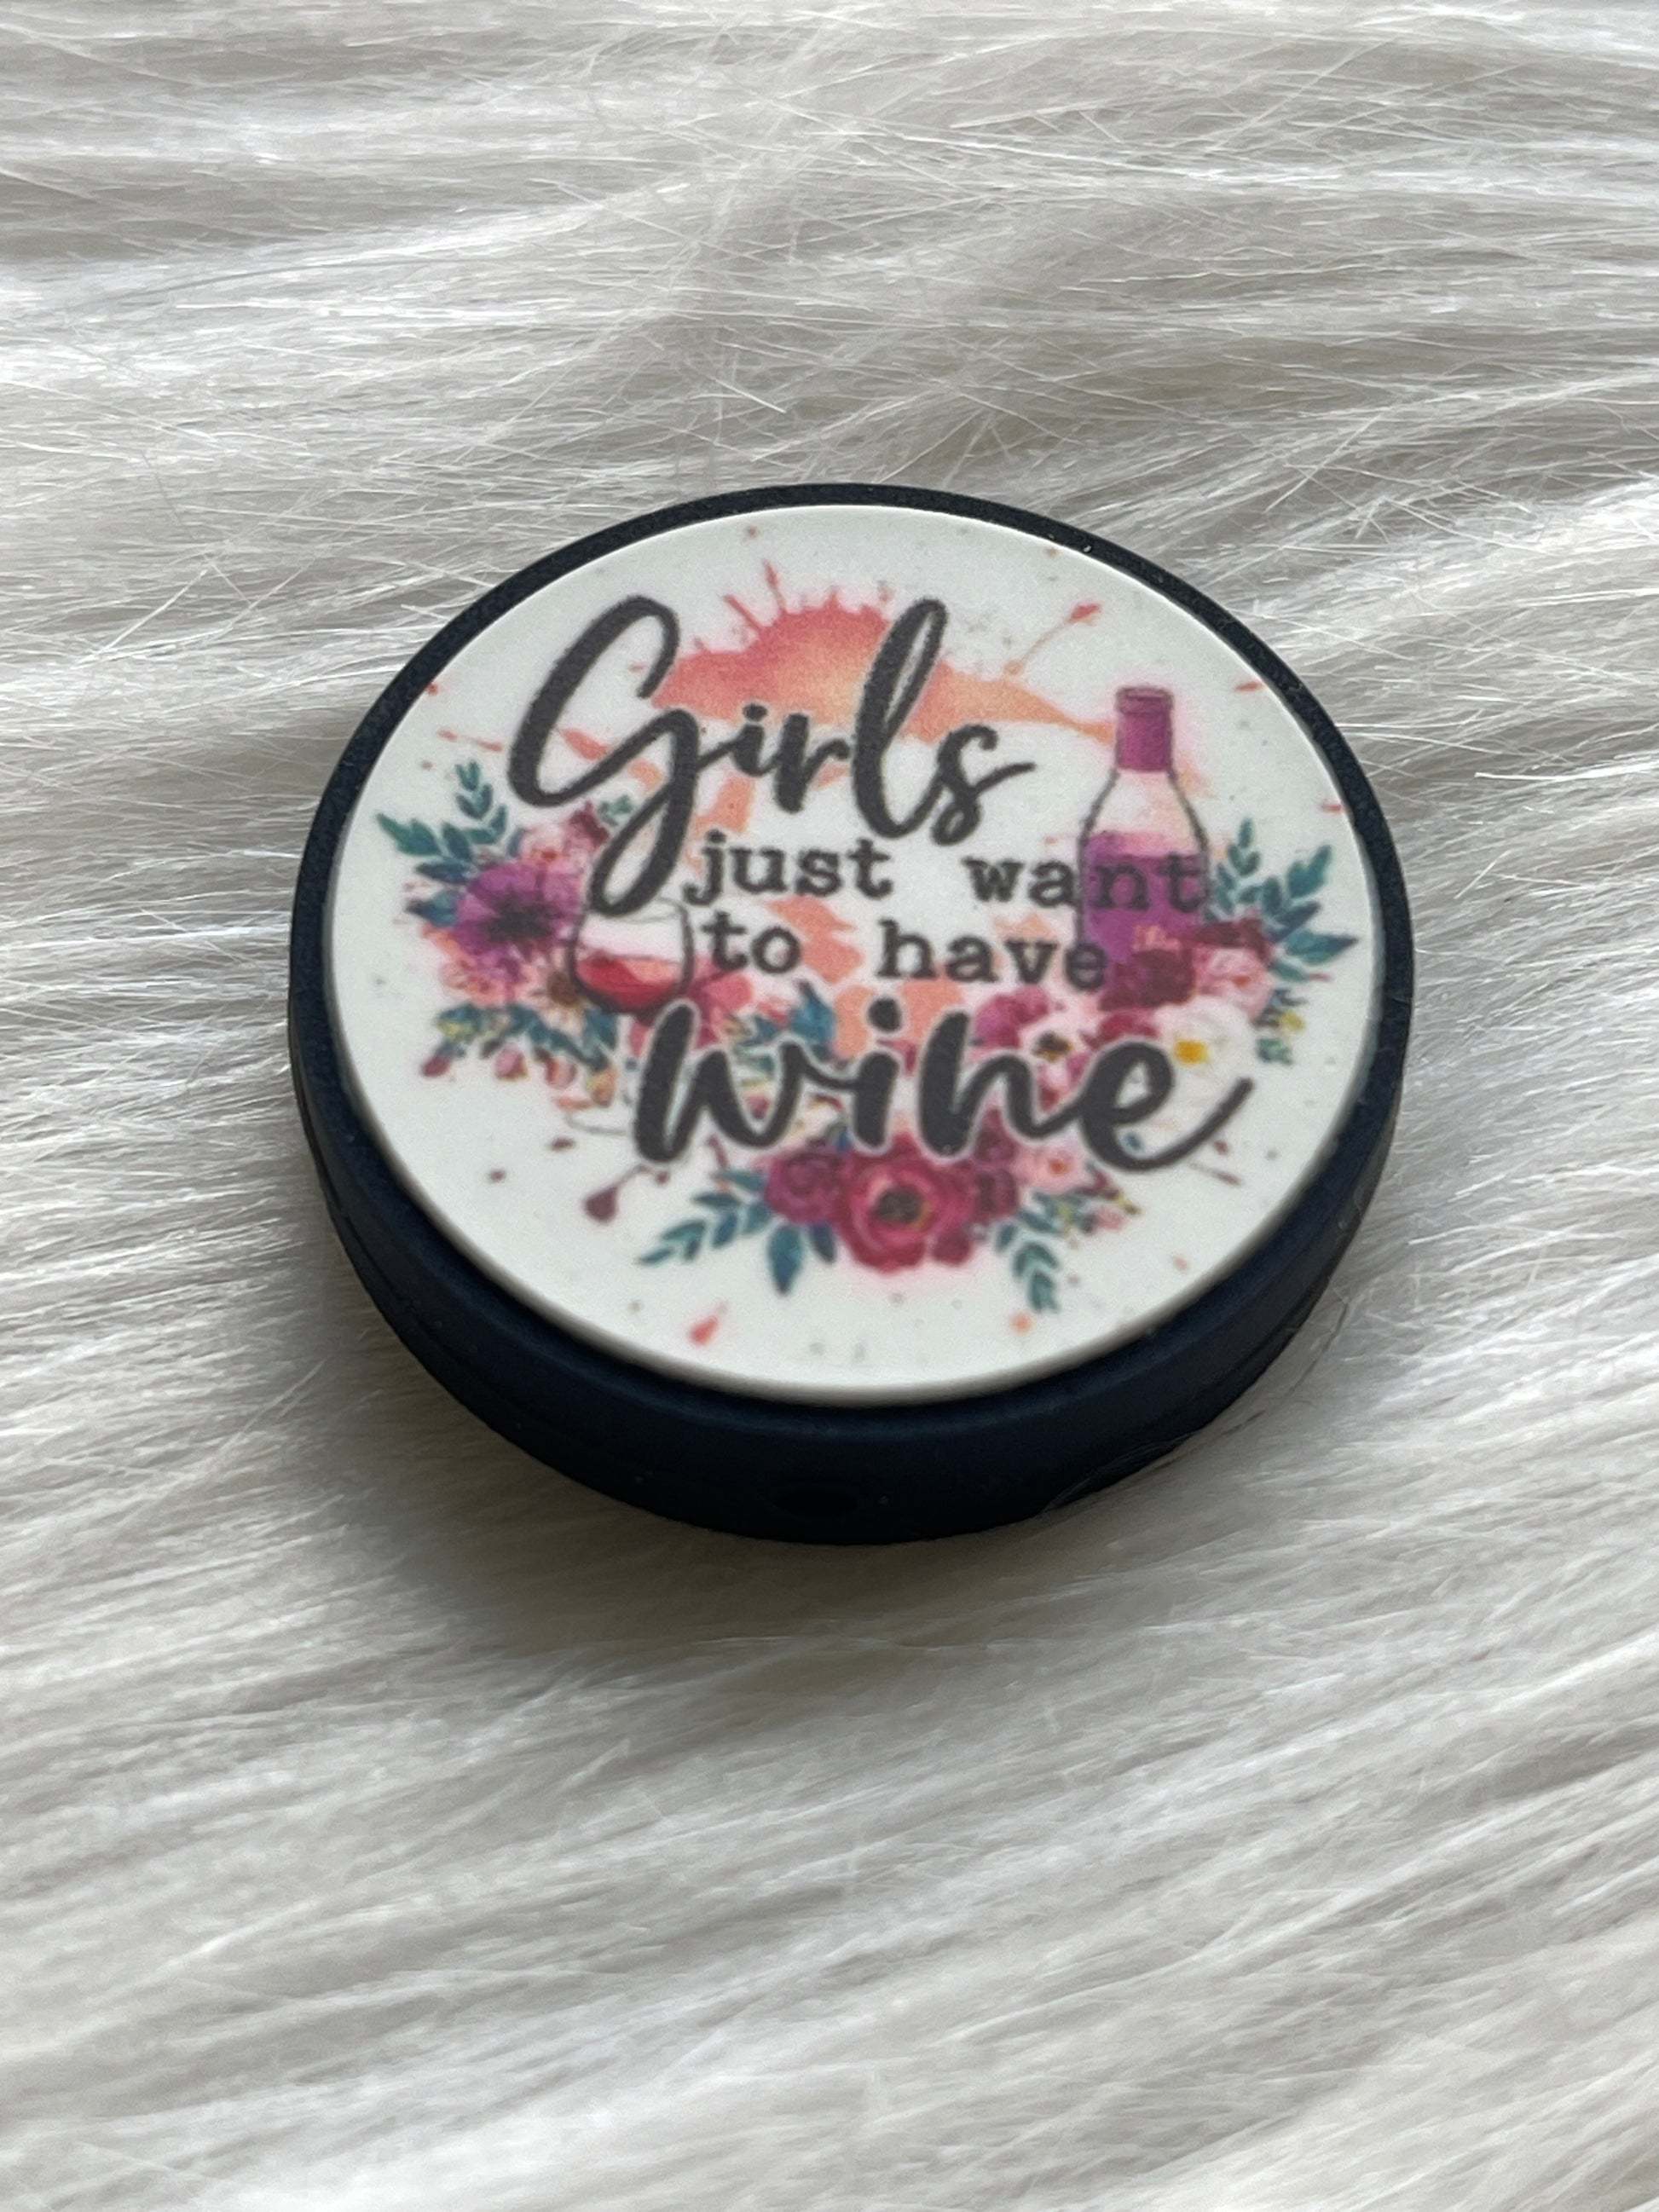 Girls
just want
to have
wine